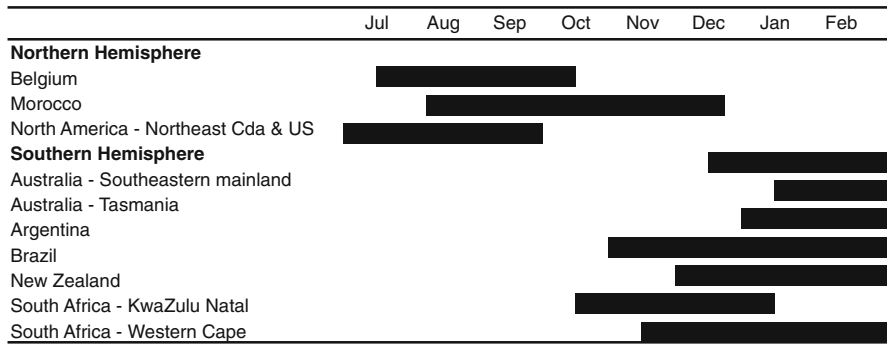 Jul Aug Sep Oct Nov Dec Jan Feb
Northern Hemisphere
Belgium
Morocco
North America - Northeast Cda & US
Southern Hemisphere
Australia - Southeastern mainland
Australia - Tasmania
Argentina
Brazil
New Zealand
South Africa - KwaZulu Natal
South Africa - Western Cape